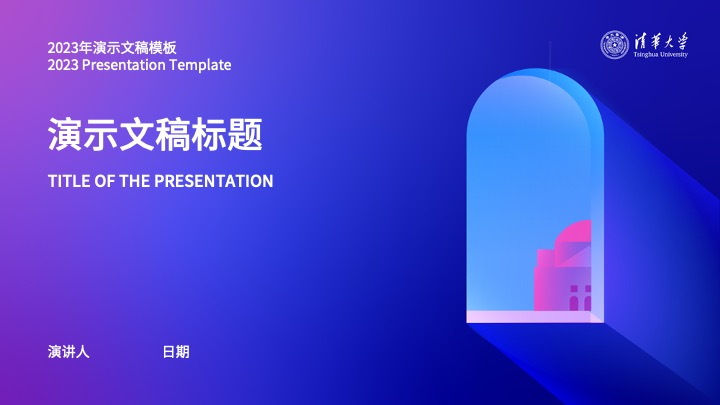 2023年演示文稿模板
2023 Presentation Template
清华大学
Tsinghua University
演示文稿标题
TITLE OF THE PRESENTATION
演讲人
日期